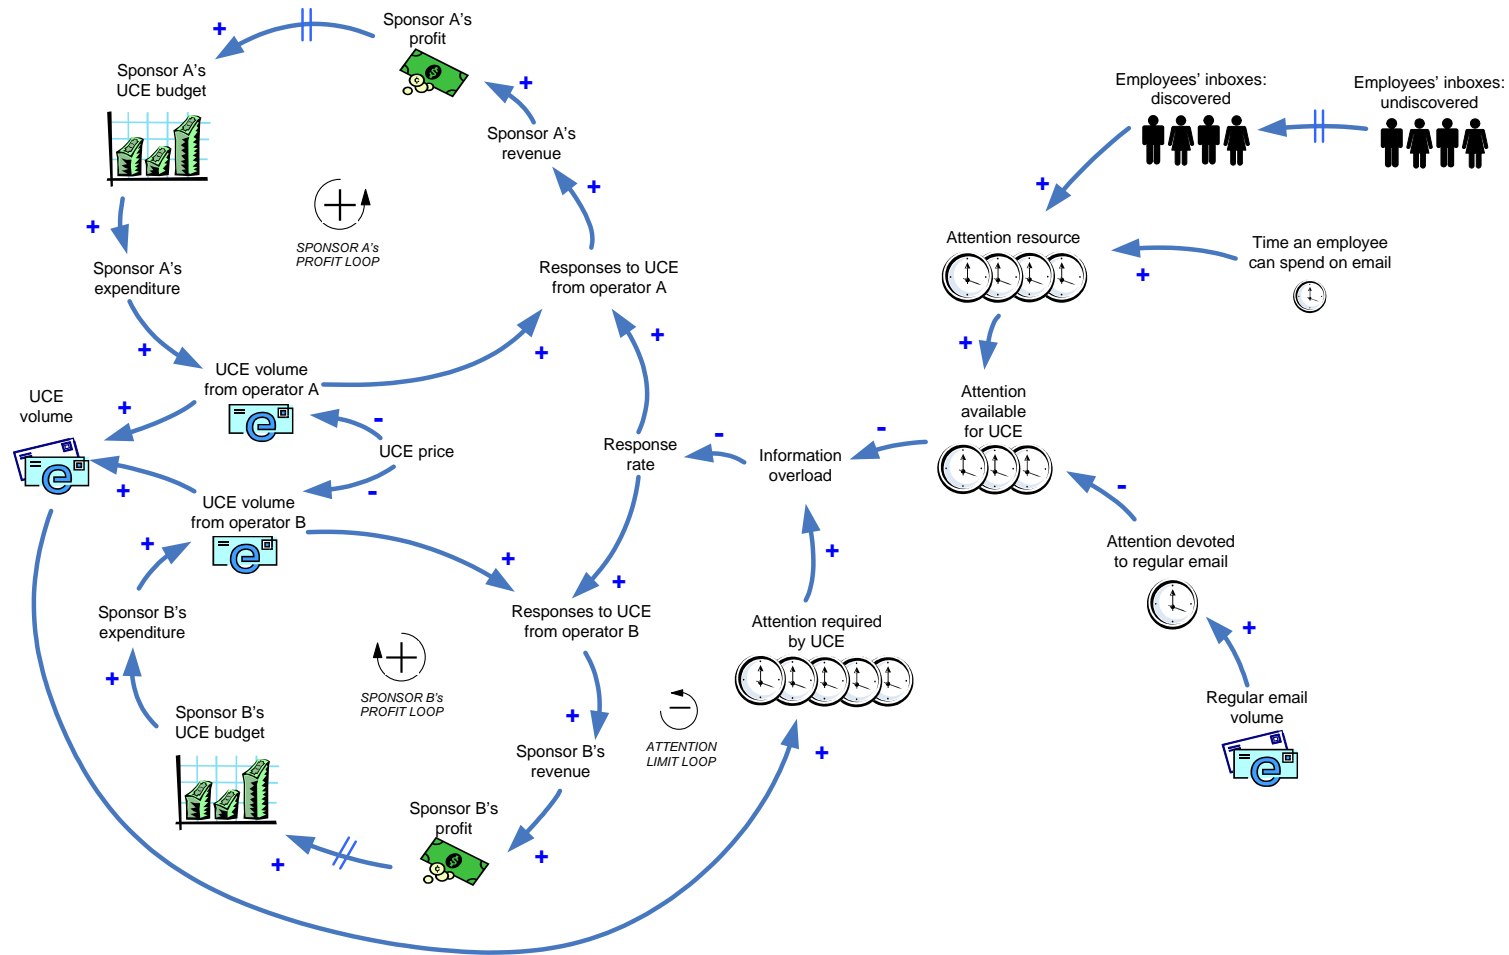 Sponsor A's
profit
+
Sponsor A's
UCE budget
+
Sponsor A's
revenue
+
SPONSOR A's
PROFIT LOOP
+
Sponsor A's
expenditure
Responses to UCE
from operator A
+
+
+
UCE volume
from operator A
UCE
volume
+
-
UCE price
Response
rate
-
Information
overload
-
+
-
UCE volume
from operator B
+
+
+
+
Sponsor B's
expenditure
Responses to UCE
from operator B
+
SPONSOR B's
PROFIT LOOP
Sponsor B's
UCE budget
+
Sponsor B's
revenue
ATTENTION
LIMIT LOOP
+
Sponsor B's
profit
+
+
Attention required
by UCE
+
Employees' inboxes:
discovered
Employees' inboxes:
undiscovered
+
Attention resource
Time an employee
can spend on email
+
+
Attention
available
for UCE
-
Attention devoted
to regular email
+
Regular email
volume